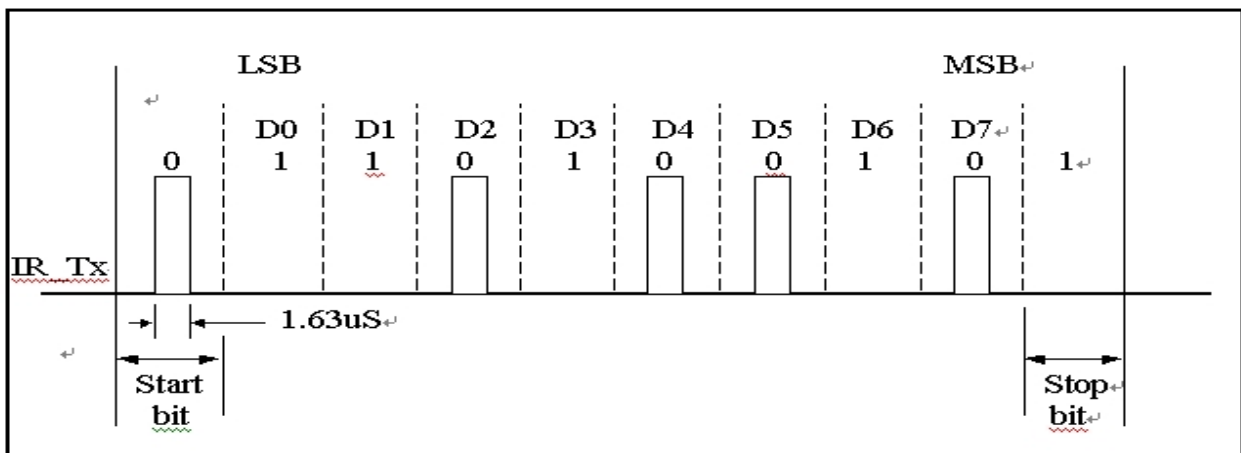 LSB MSB
D0 D1 D2 D3 D4 D5 D6 D7
0 1 1 0 1 0 0 1 0 1
IR_Tx
1.63uS
Start bit
Stop bit